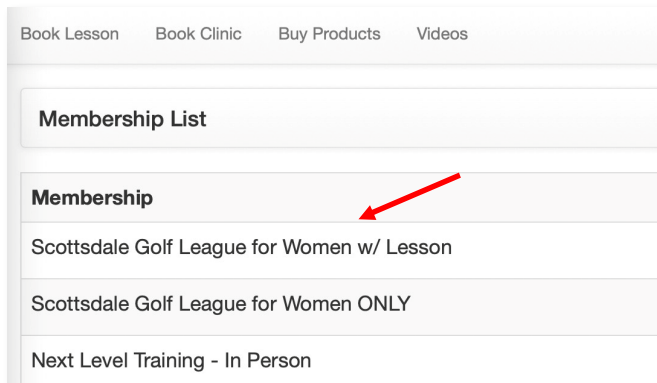 Book Lesson Book Clinic Buy Products Videos
Membership List
Membership
Scottsdale Golf League for Women w/ Lesson
Scottsdale Golf League for Women ONLY
Next Level Training - In Person